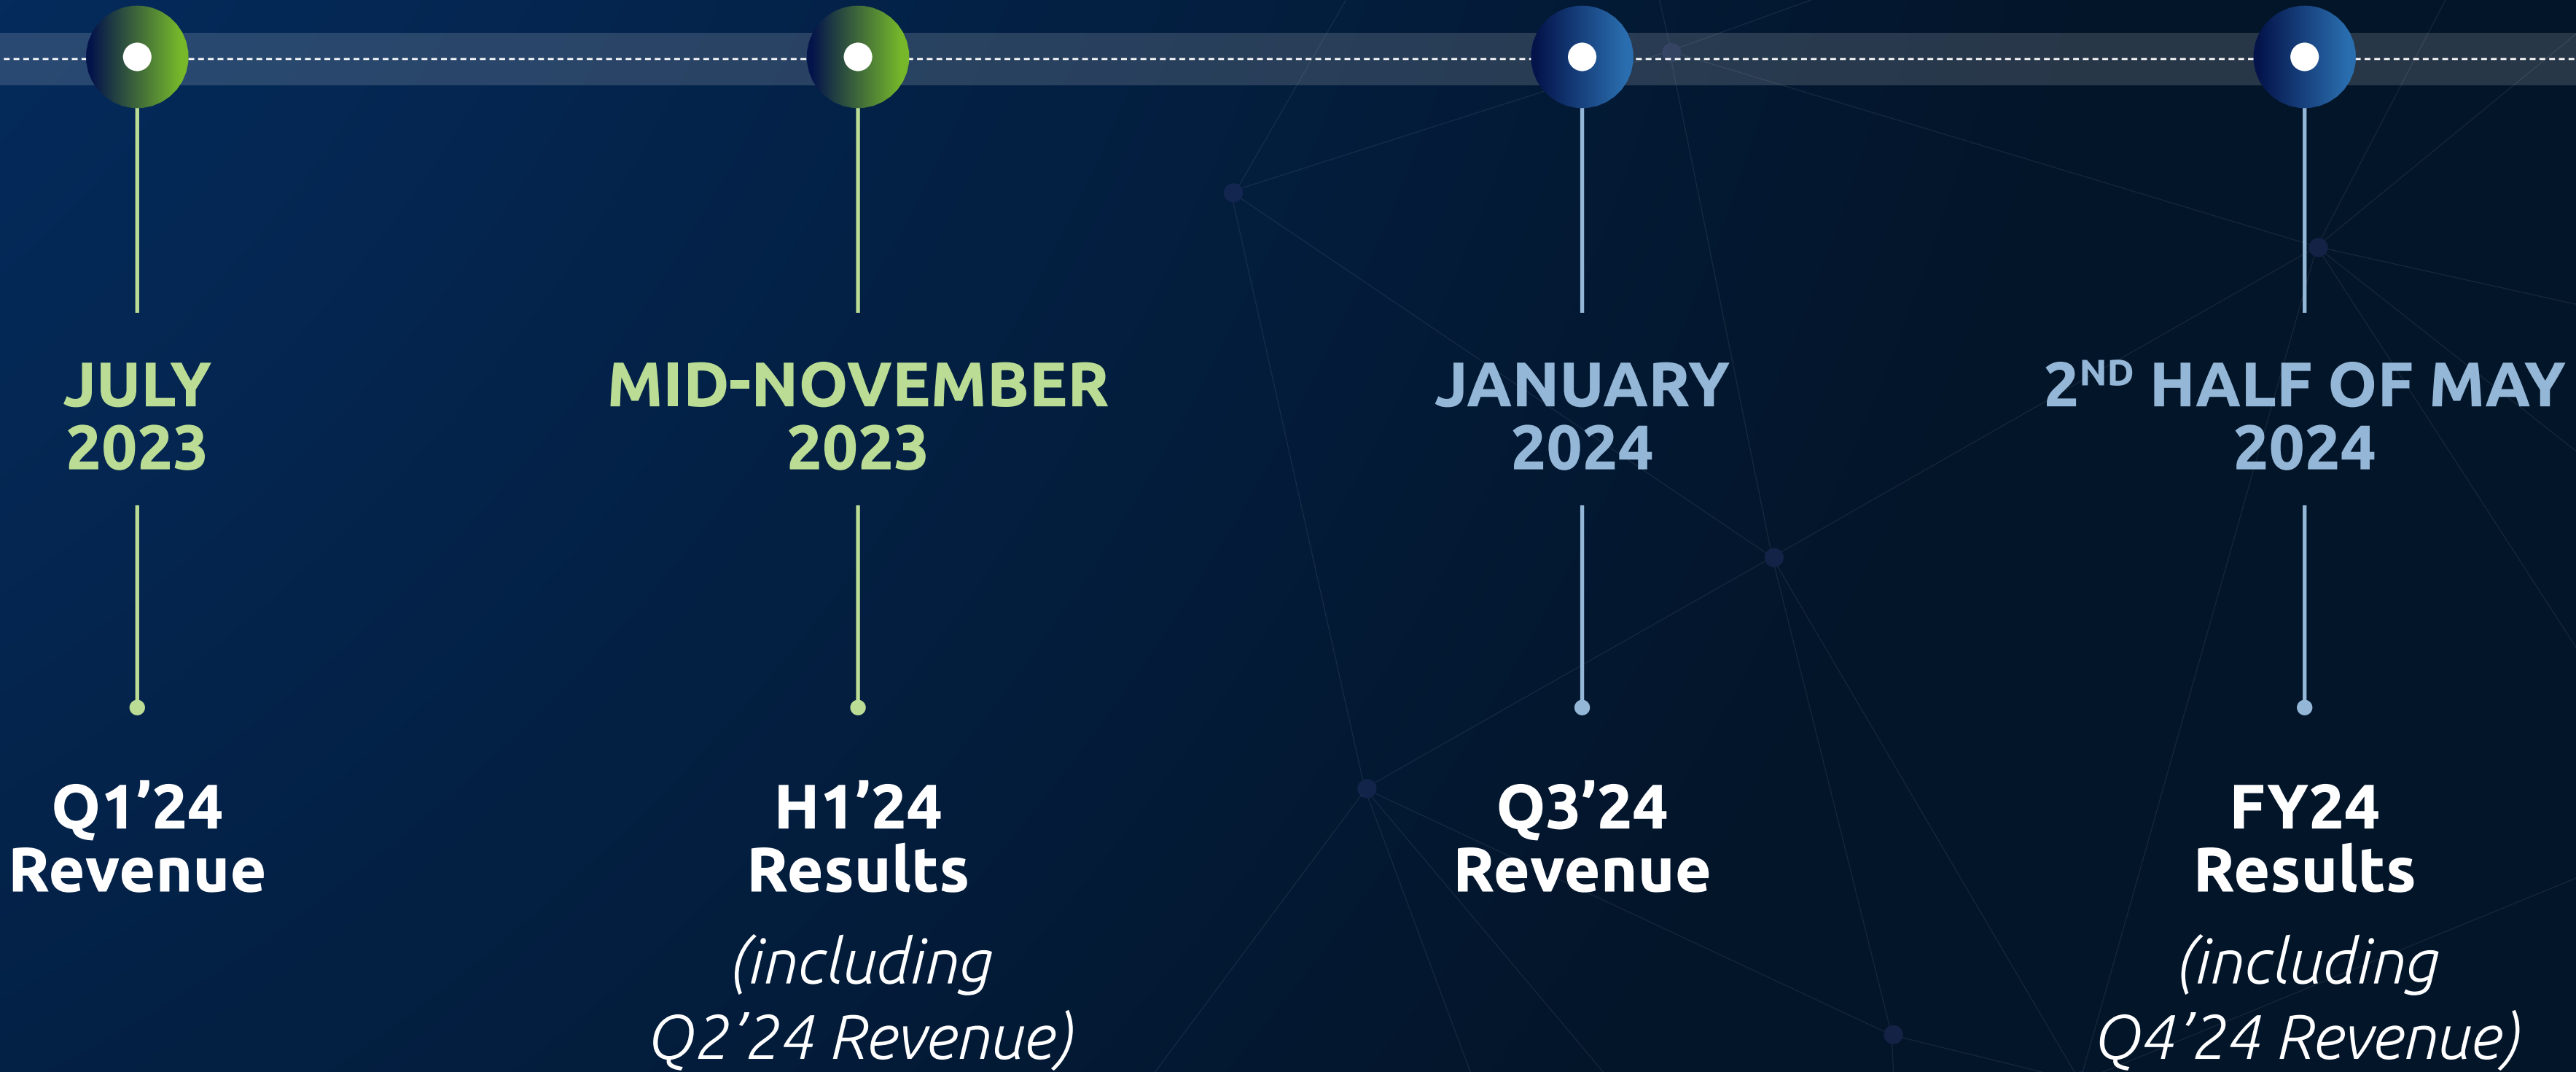 JULY
2023
MID-NOVEMBER
2023
JANUARY
2024
2ND HALF OF MAY
2024
Q1’24
Revenue
H1’24
Results
(including
Q2’24 Revenue)
Q3’24
Revenue
FY24
Results
(including
Q4’24 Revenue)